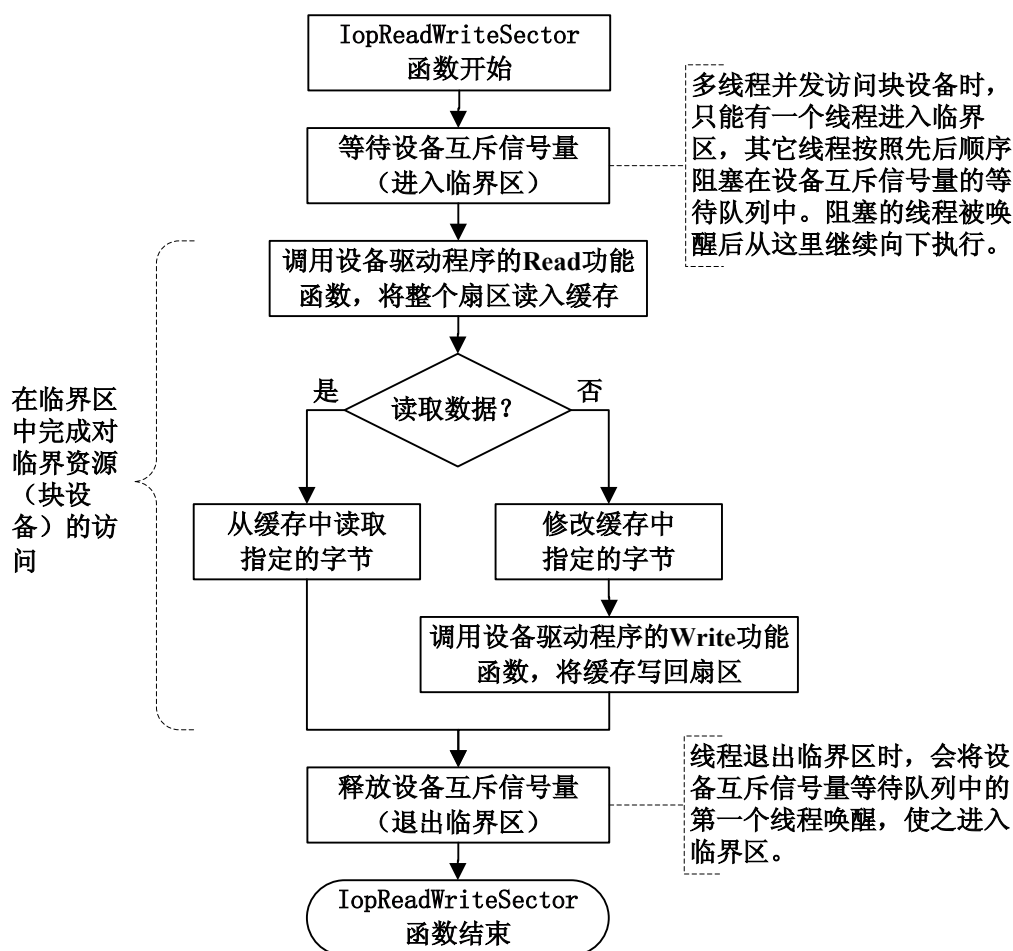 IopReadWriteSector
函数开始
多线程并发访问块设备时，
只能有一个线程进入临界
区，其它线程按照先后顺序
阻塞在设备互斥信号量的等
待队列中。阻塞的线程被唤
醒后从这里继续向下执行。
等待设备互斥信号量
（进入临界区）
调用设备驱动程序的Read功能
函数，将整个扇区读入缓存
在临界区
中完成对
临界资源
（块设
备）的访
问
读取数据？
是
否
从缓存中读取
指定的字节
修改缓存中
指定的字节
调用设备驱动程序的Write功能
函数，将缓存写回扇区
释放设备互斥信号量
（退出临界区）
线程退出临界区时，会将设
备互斥信号量等待队列中的
第一个线程唤醒，使之进入
临界区。
IopReadWriteSector
函数结束